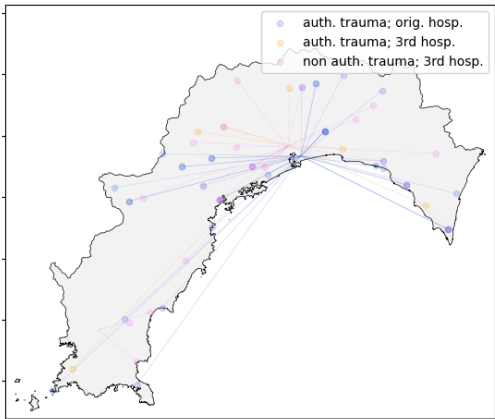 auth. trauma; orig. hosp.
auth. trauma; 3rd hosp.
non auth. trauma; 3rd hosp.